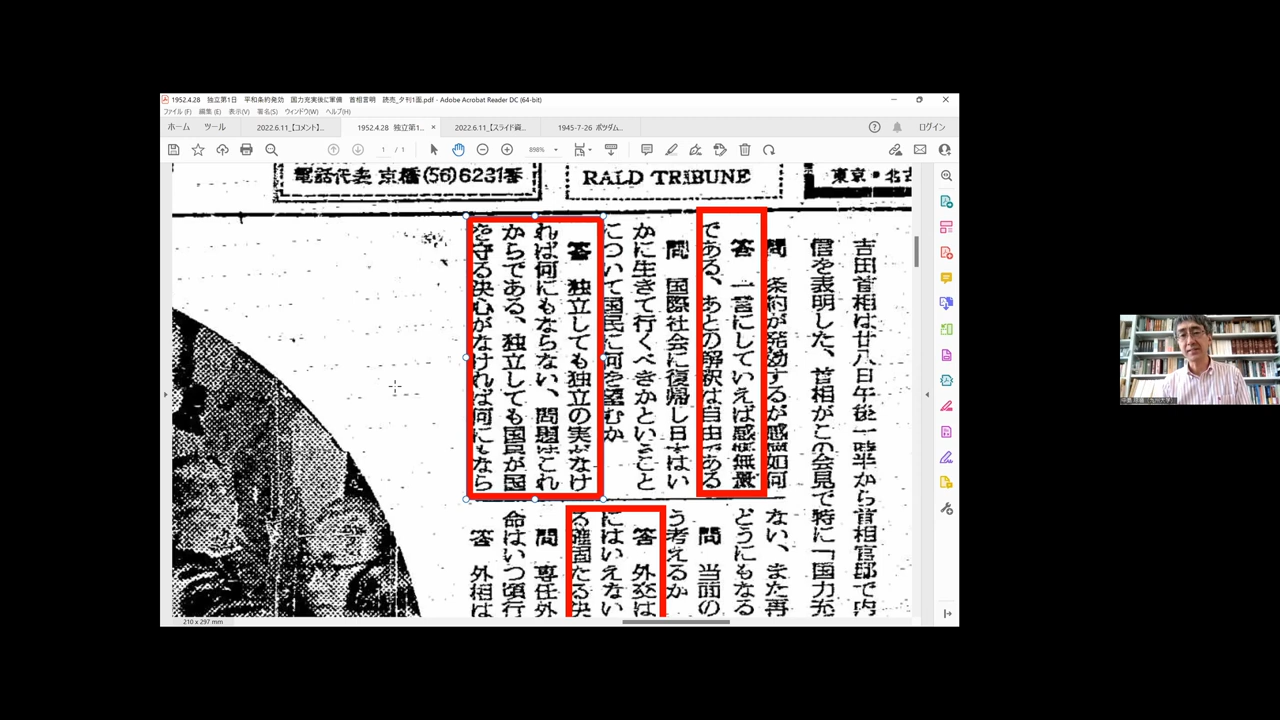 1952.4.28 独立第1日 平和条約発効 国力充実後に軍備 首相言明 読売_夕刊1面.pdf - Adobe Acrobat Reader DC (64-bit)
ファイル(F) 編集(E) 表示(V) 署名(S) ウィンドウ(W) ヘルプ(H)
ホーム ツール 2022.6.11_【コメント】... 1952.4.28 独立第1... × 2022.6.11_【スライド資... 1945-7-26 ポツダム... ログイン
1 / 1 898%
電話代表 京橋(56)6231番
RALD TRIBUNE
東京・北
吉田首相は廿八日午後一時半から首相官邸で内
信を表明した、首相がこの会見で特に「国力充
問 条約が発効するが感想如何
答 一言にしていえば感慨無量
である、あとの解釈は自由である
問 国際社会に復帰し日本はい
かに生きて行くべきかということ
について国民に何を望むか
答 独立しても独立の実がなけ
れば何にもならない、問題はこれ
からである、独立しても国民が国
を守る決心がなければ何にもなら
ない、また再
どうにもなる
問 当面の
う考えるか
答 外交は
にはいえない
る確固たる決
問 専任外
命はいつ頃行
答 外相は
210 x 297 mm